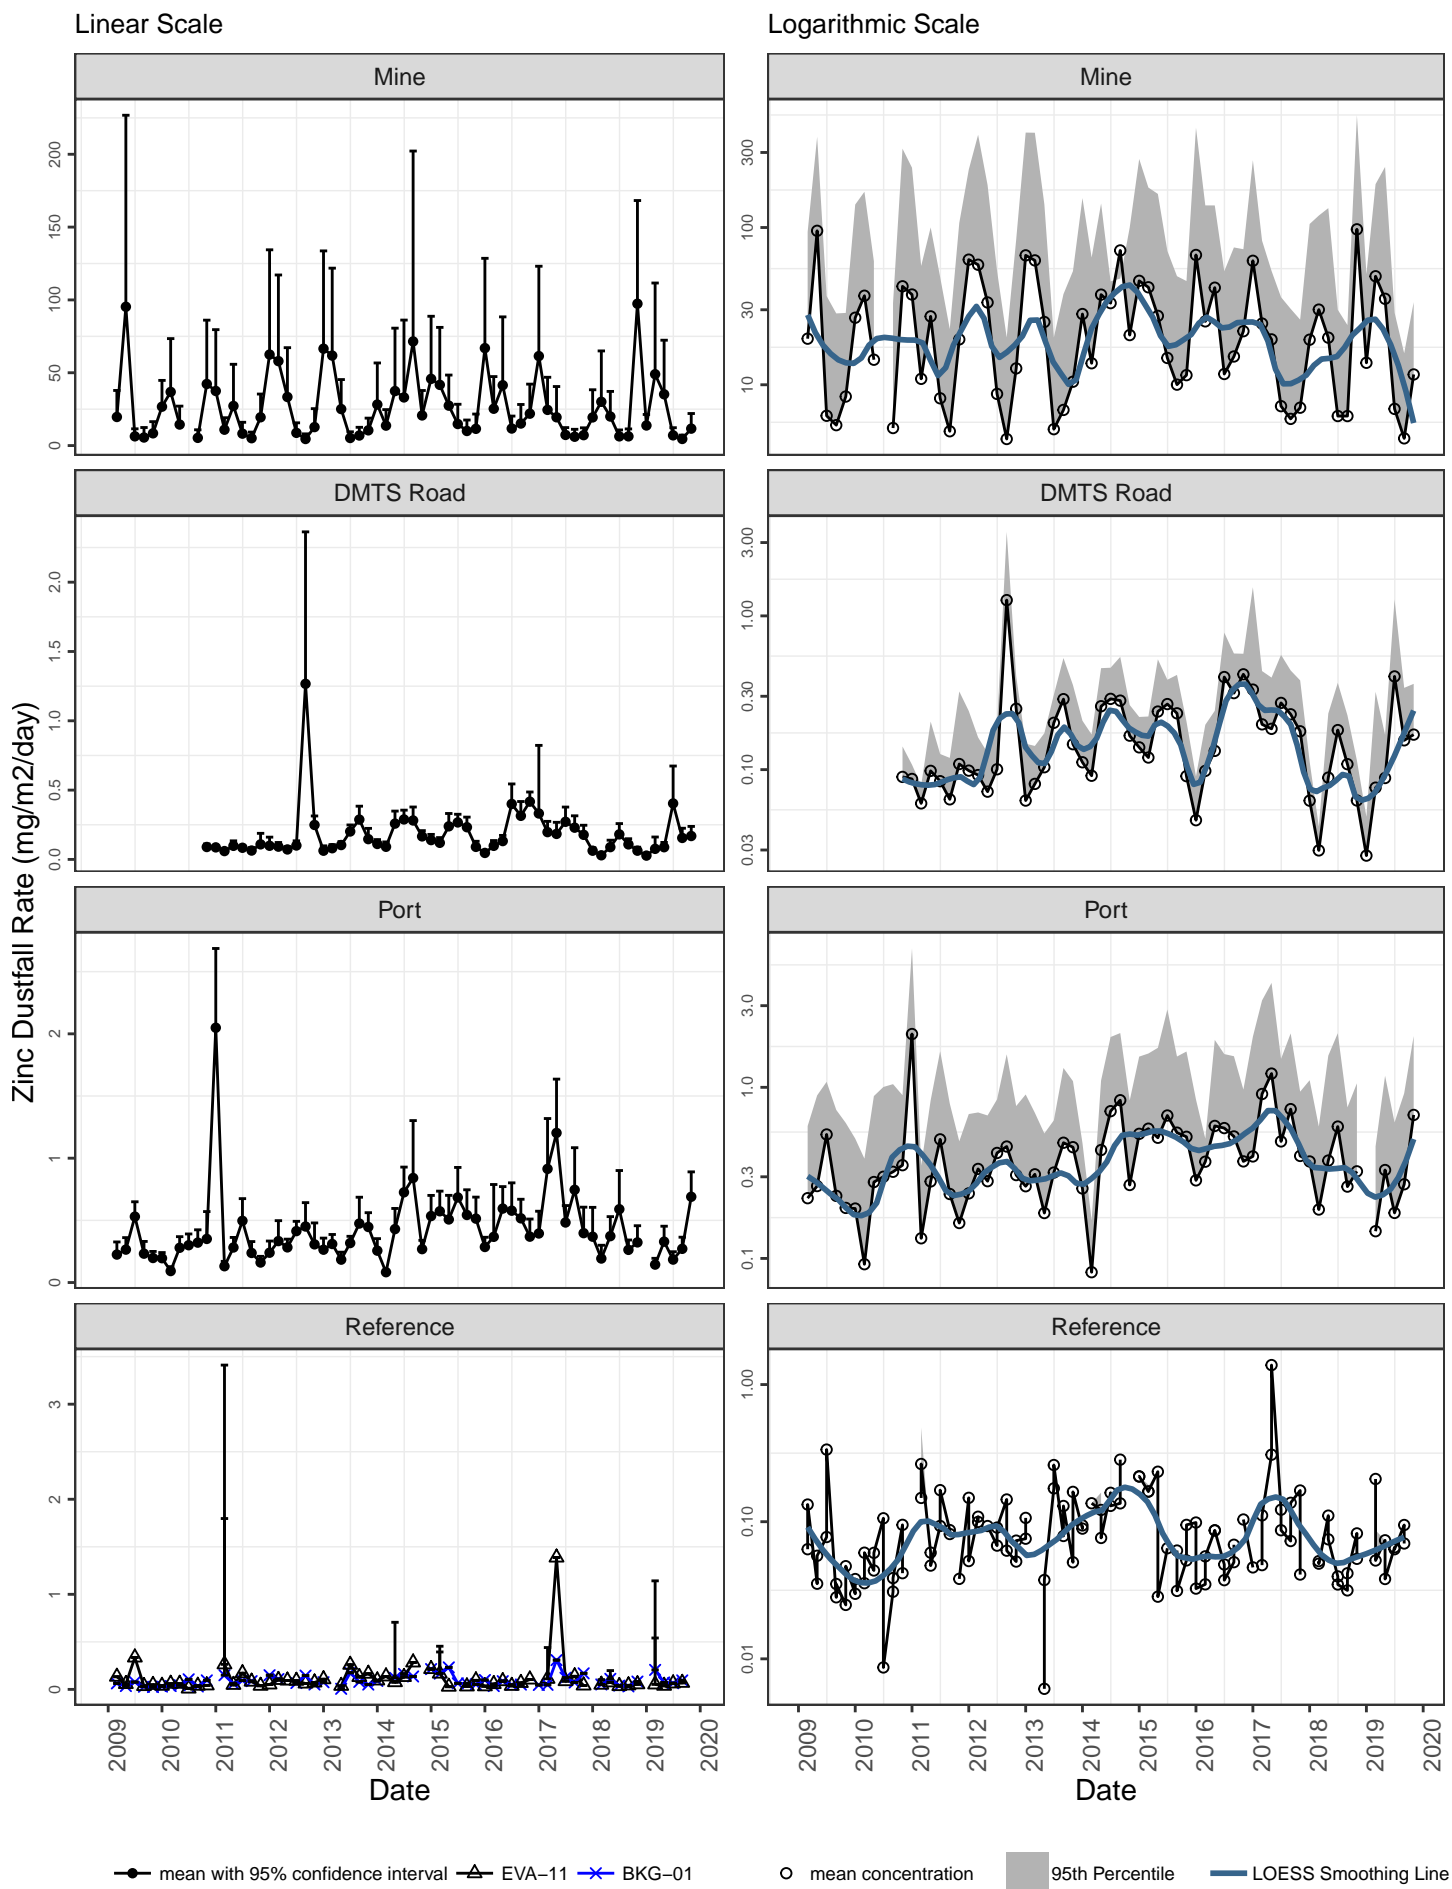 Linear Scale
Logarithmic Scale
Zinc Dustfall Rate (mg/m2/day)
Mine
0 50 100 150 200
Mine
10 30 100 300
DMTS Road
0.0 0.5 1.0 1.5 2.0
DMTS Road
0.03 0.10 0.30 1.00 3.00
Port
0 1 2
Port
0.1 0.3 1.0 3.0
Reference
0 1 2 3
Reference
0.01 0.10 1.00
2009 2010 2011 2012 2013 2014 2015 2016 2017 2018 2019 2020
Date
2009 2010 2011 2012 2013 2014 2015 2016 2017 2018 2019 2020
Date
mean with 95% confidence interval EVA−11 BKG−01
mean concentration 95th Percentile LOESS Smoothing Line